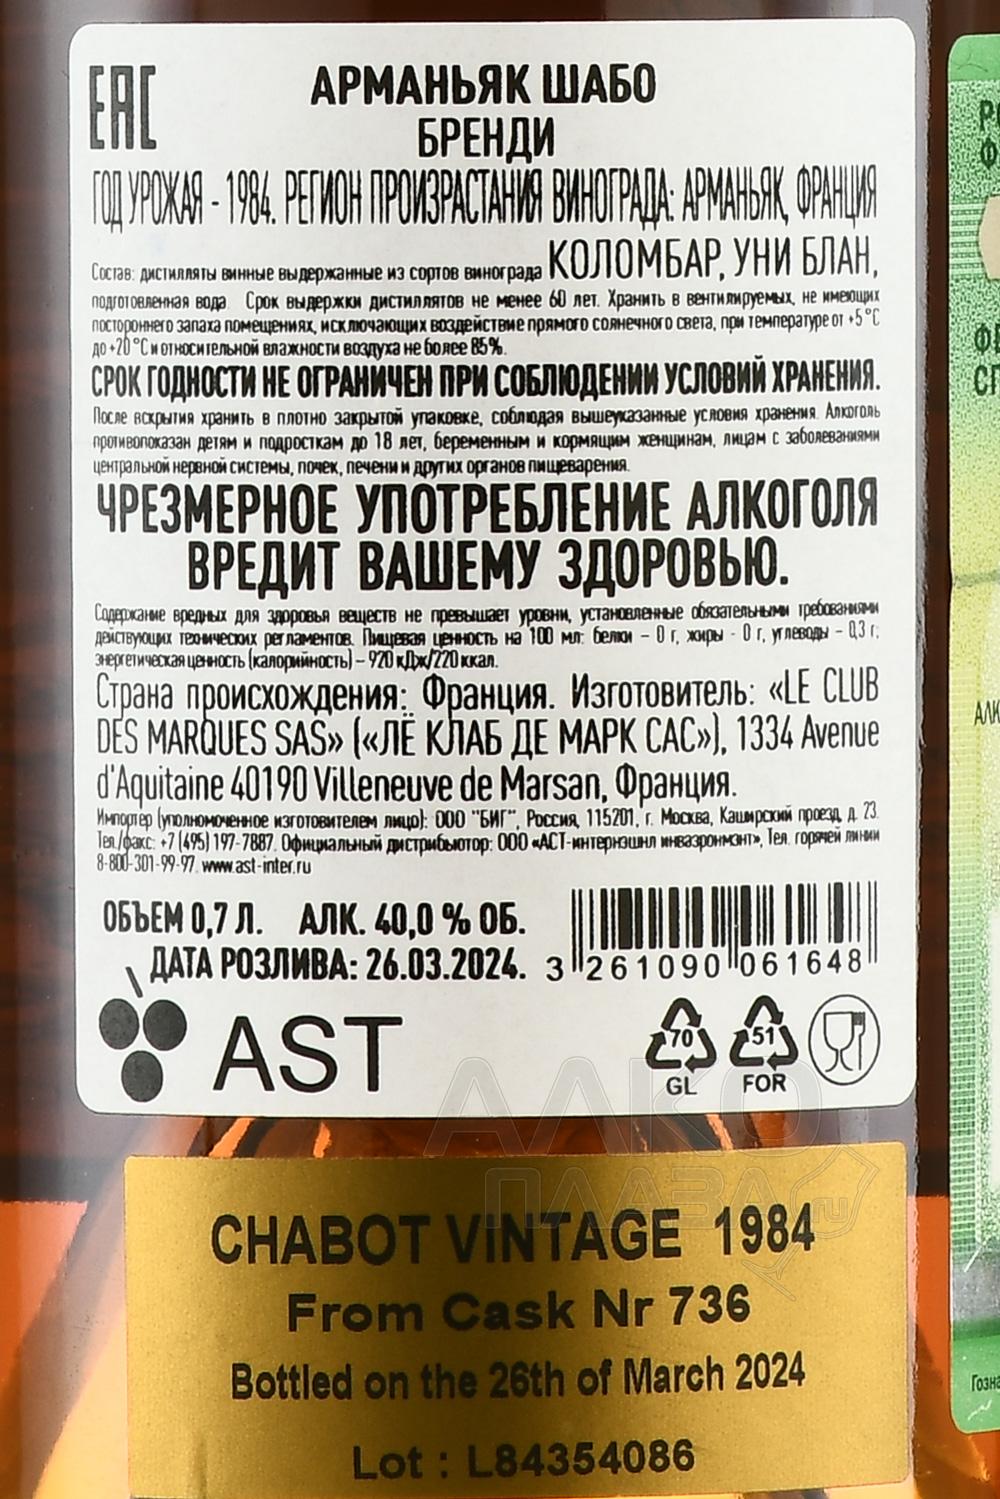 ЕАС
АРМАНЬЯК ШАБО
БРЕНДИ
ГОД УРОЖАЯ - 1984. РЕГИОН ПРОИЗРАСТАНИЯ ВИНОГРАДА: АРМАНЬЯК, ФРАНЦИЯ
Состав: дистилляты винные выдержанные из сортов винограда КОЛОМБАР, УНИ БЛАН,
подготовленная вода. Срок выдержки дистиллятов не менее 60 лет. Хранить в вентилируемых, не имеющих
постороннего запаха помещениях, исключающих воздействие прямого солнечного света, при температуре от +5°С
до +20°С и относительной влажности воздуха не более 85%.
СРОК ГОДНОСТИ НЕ ОГРАНИЧЕН ПРИ СОБЛЮДЕНИИ УСЛОВИЙ ХРАНЕНИЯ.
После вскрытия хранить в плотно закрытой упаковке, соблюдая вышеуказанные условия хранения. Алкоголь
противопоказан детям и подросткам до 18 лет, беременным и кормящим женщинам, лицам с заболеваниями
центральной нервной системы, почек, печени и других органов пищеварения.
ЧРЕЗМЕРНОЕ УПОТРЕБЛЕНИЕ АЛКОГОЛЯ
ВРЕДИТ ВАШЕМУ ЗДОРОВЬЮ.
Содержание вредных для здоровья веществ не превышает уровни, установленные обязательными требованиями
действующих технических регламентов. Пищевая ценность на 100 мл: белки – 0 г, жиры - 0 г, углеводы – 0,3 г;
энергетическая ценность (калорийность) – 920 кДж/220 ккал.
Страна происхождения: Франция. Изготовитель: «LE CLUB
DES MARQUES SAS» («ЛЁ КЛАБ ДЕ МАРК САС»), 1334 Avenue
d'Aquitaine 40190 Villeneuve de Marsan, Франция.
Импортер (уполномоченное изготовителем лицо): ООО "БИГ", Россия, 115201, г. Москва, Каширский проезд, д. 23.
Тел./факс: +7 (495) 197-7887. Официальный дистрибьютор: ООО «АСТ-интернэшнл инваэронмэнт», Тел. горячей линии
8-800-301-99-97. www.ast-inter.ru
ОБЪЕМ 0,7 Л. АЛК. 40,0 % ОБ.
ДАТА РОЗЛИВА: 26.03.2024.
3 261090 061648
AST
70
GL
51
FOR
АЛКО
ПЛАЗА.ru
CHABOT VINTAGE 1984
From Cask Nr 736
Bottled on the 26th of March 2024
Lot : L84354086